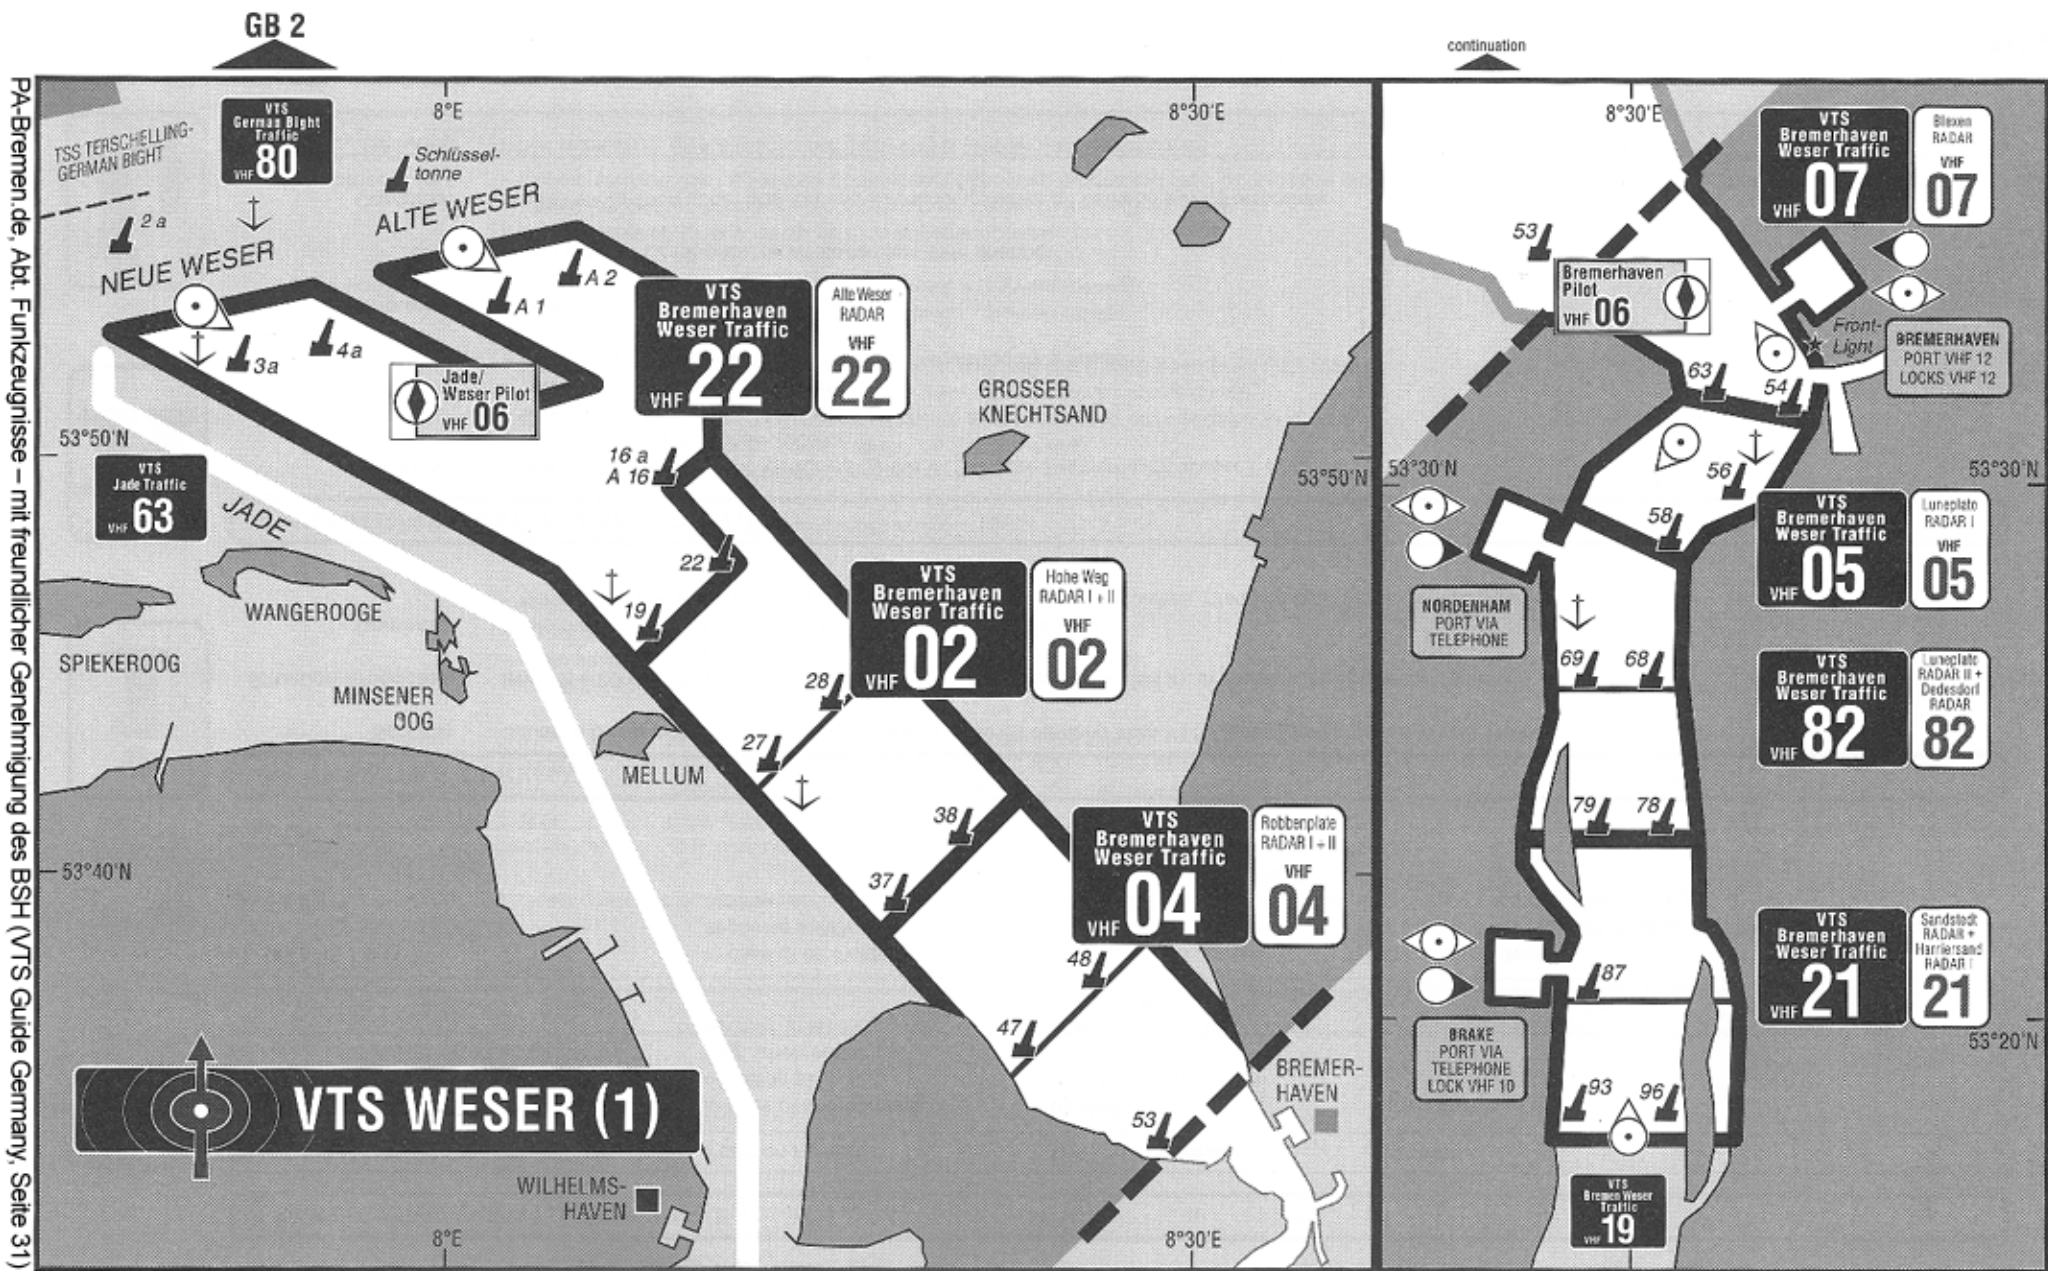 GB 2
continuation
PA-Bremen.de, Abt. Funkzeugnisse – mit freundlicher Genehmigung des BSH (VTS Guide Germany, Seite 31)
TSS TERSCHELLING-
GERMAN BIGHT
VTS
German Bight
Traffic
VHF 80
8°E
8°30'E
Schlüssel-
tonne
2 a
ALTE WESER
NEUE WESER
A 2
A 1
3a
4a
Jade/
Weser Pilot
VHF 06
VTS
Bremerhaven
Weser Traffic
VHF 22
Alte Weser
RADAR
VHF
22
GROSSER
KNECHTSAND
53°50'N
53°50'N
VTS
Jade Traffic
VHF 63
JADE
16 a
A 16
22
19
WANGEROOGE
SPIEKEROOG
MINSENER
OOG
MELLUM
VTS
Bremerhaven
Weser Traffic
VHF 02
Hohe Weg
RADAR I + II
VHF
02
28
27
38
37
53°40'N
VTS
Bremerhaven
Weser Traffic
VHF 04
Robbenplate
RADAR I + II
VHF
04
48
47
53
BREMER-
HAVEN
VTS WESER (1)
WILHELMS-
HAVEN
8°E
8°30'E
8°30'E
VTS
Bremerhaven
Weser Traffic
VHF 07
Blexen
RADAR
VHF
07
53
Bremerhaven
Pilot
VHF 06
Front-
Light
BREMERHAVEN
PORT VHF 12
LOCKS VHF 12
63
54
53°30'N
53°30'N
56
58
VTS
Bremerhaven
Weser Traffic
VHF 05
Luneplate
RADAR I
VHF
05
NORDENHAM
PORT VIA
TELEPHONE
69
68
VTS
Bremerhaven
Weser Traffic
VHF 82
Luneplate
RADAR II +
Dedesdorf
RADAR
82
79
78
87
VTS
Bremerhaven
Weser Traffic
VHF 21
Sandstedt
RADAR +
Harriersand
RADAR I
21
BRAKE
PORT VIA
TELEPHONE
LOCK VHF 10
53°20'N
93
96
VTS
Bremen Weser
Traffic
VHF 19